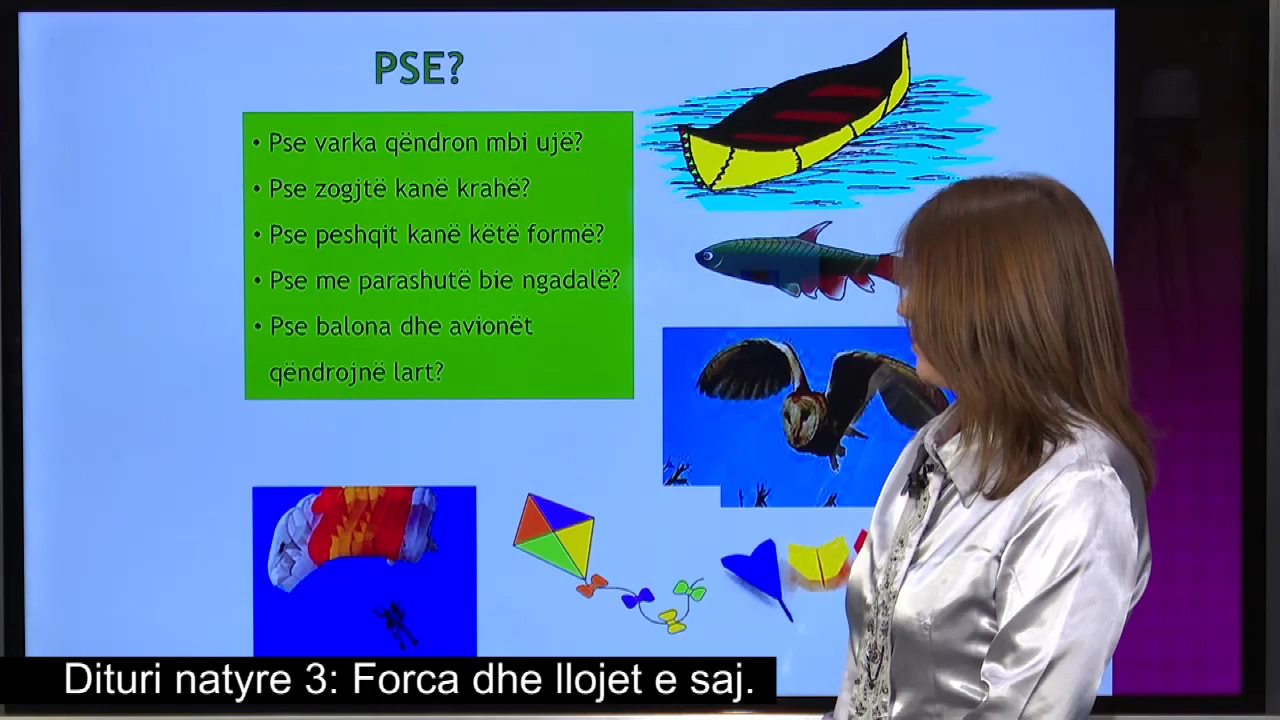 PSE?
• Pse varka qëndron mbi ujë?
• Pse zogjtë kanë krahë?
• Pse peshqit kanë këtë formë?
• Pse me parashutë bie ngadalë?
• Pse balona dhe avionët
qëndrojnë lart?
Dituri natyre 3: Forca dhe llojet e saj.